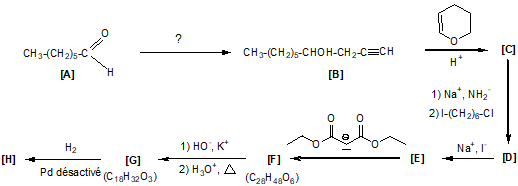 O
CH₃-(CH₂)₅-C
H
[A]
?
CH₃-(CH₂)₅-CHOH-CH₂-C≡CH
[B]
O
H⁺
[C]
1) Na⁺, NH₂⁻
2) I-(CH₂)₆-Cl
[D]
Na⁺, I⁻
[E]
O O
O ⊖ O
[F]
(C₂₈H₄₈O₆)
1) HO⁻, K⁺
2) H₃O⁺, △
[G]
(C₁₈H₃₂O₃)
H₂
Pd désactivé
[H]